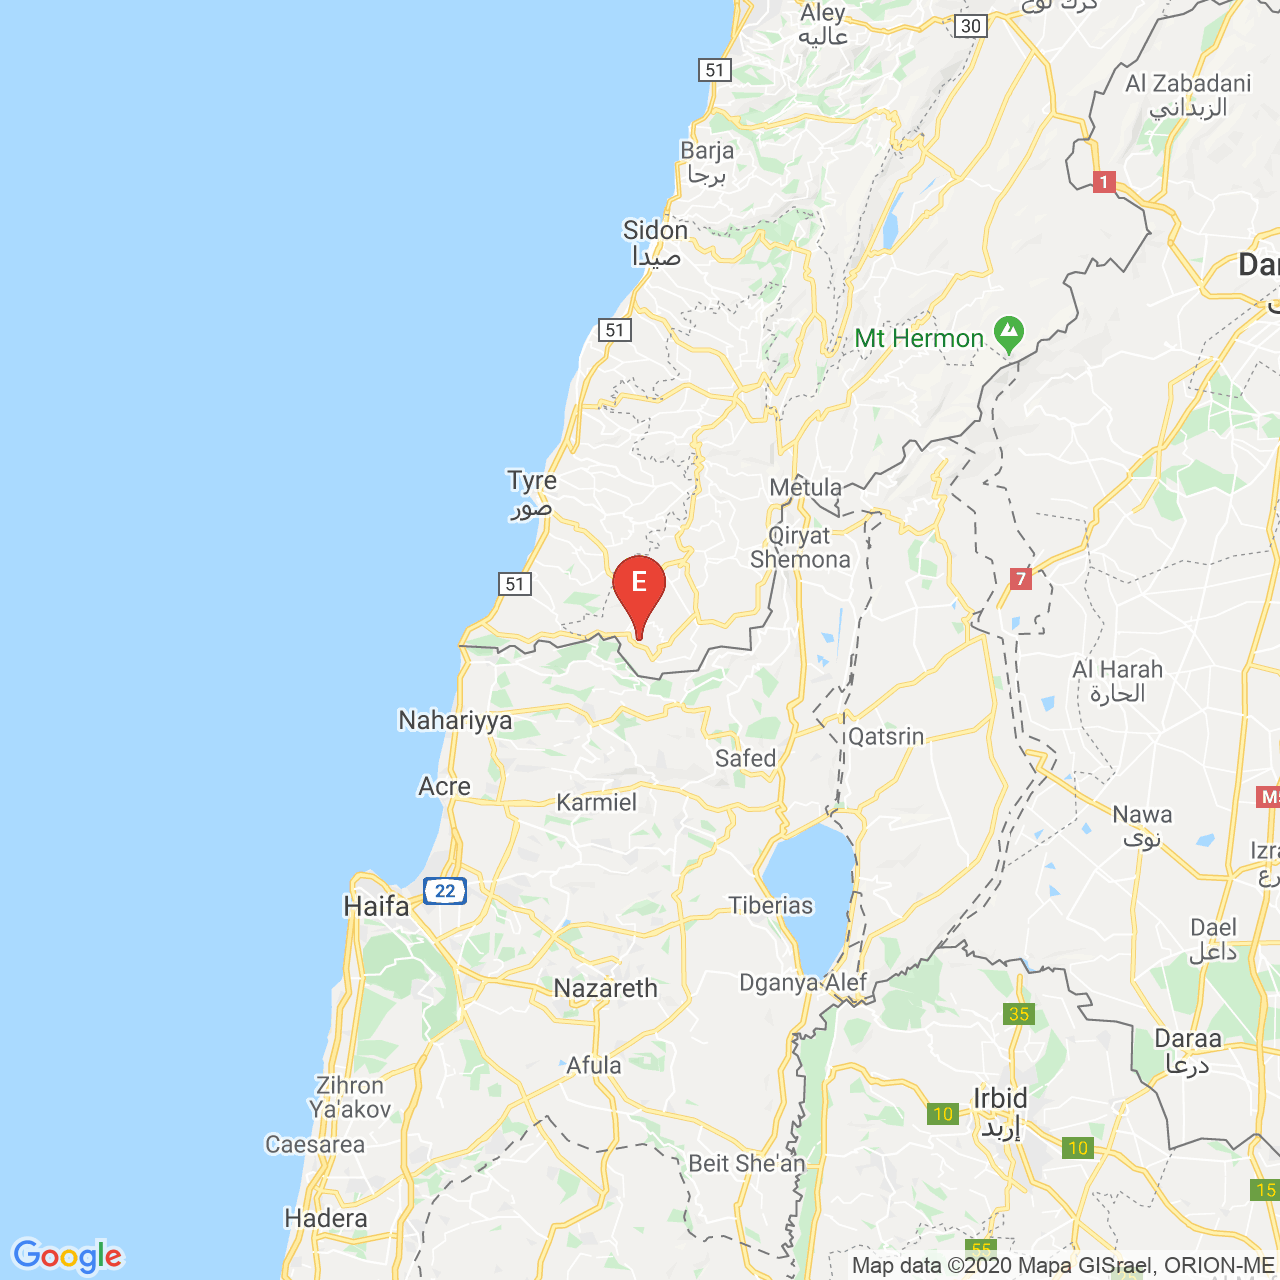 Aley
عاليه
30
كرك نوح
51
Al Zabadani
الزبداني
Barja
برجا
1
Sidon
صيدا
51
Mt Hermon
Tyre
صور
Metula
Qiryat
Shemona
51
E
7
Al Harah
الحارة
Nahariyya
Qatsrin
Safed
Acre
Karmiel
Nawa
نوى
22
Haifa
Tiberias
Dael
داعل
Nazareth
Dganya Alef
35
Daraa
درعا
Afula
Zihron
Ya'akov
Irbid
إربد
10
Caesarea
10
Beit She'an
15
Hadera
55
Google
Map data ©2020 Mapa GISrael, ORION-ME